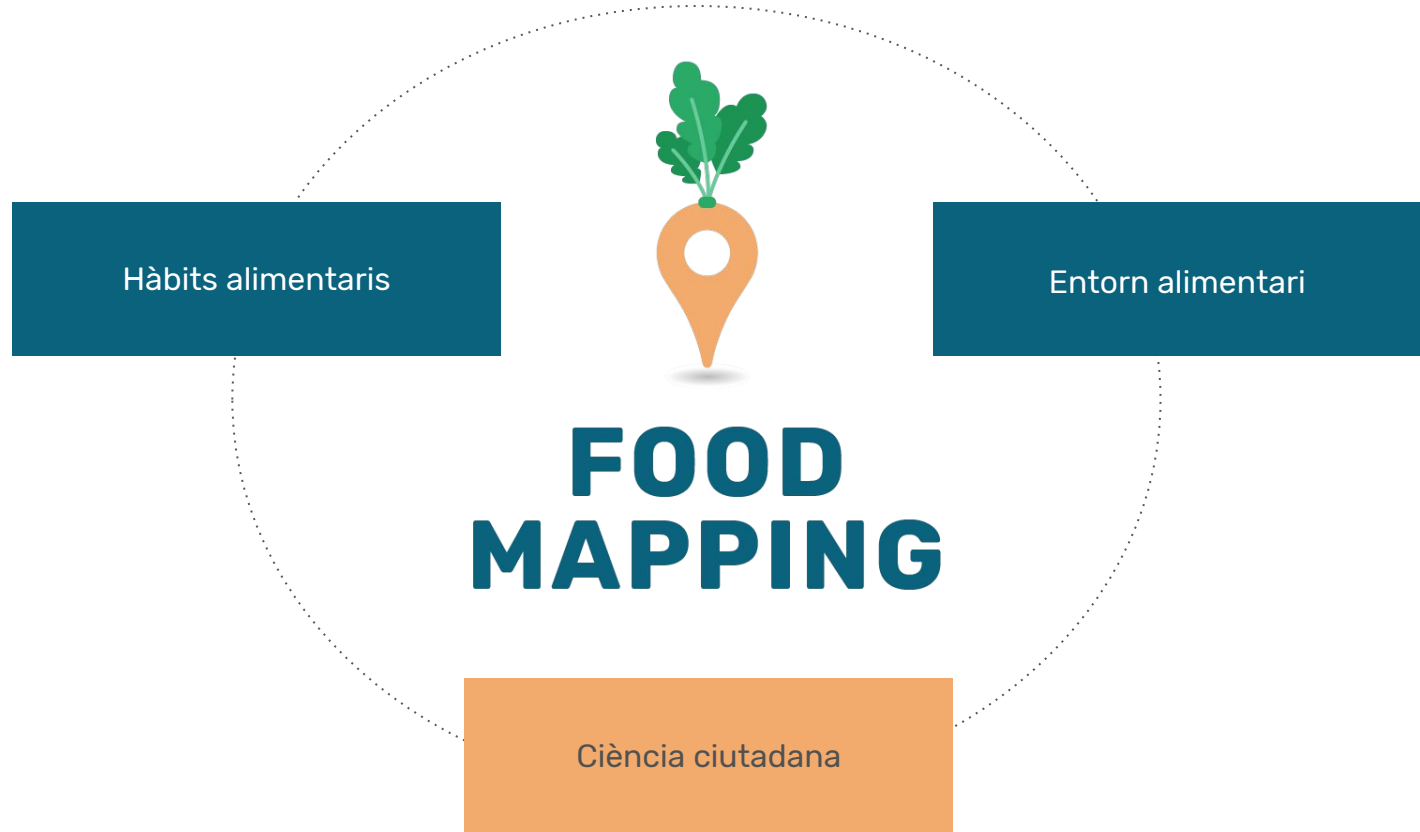 Hàbits alimentaris
Entorn alimentari
FOOD
MAPPING
Ciència ciutadana